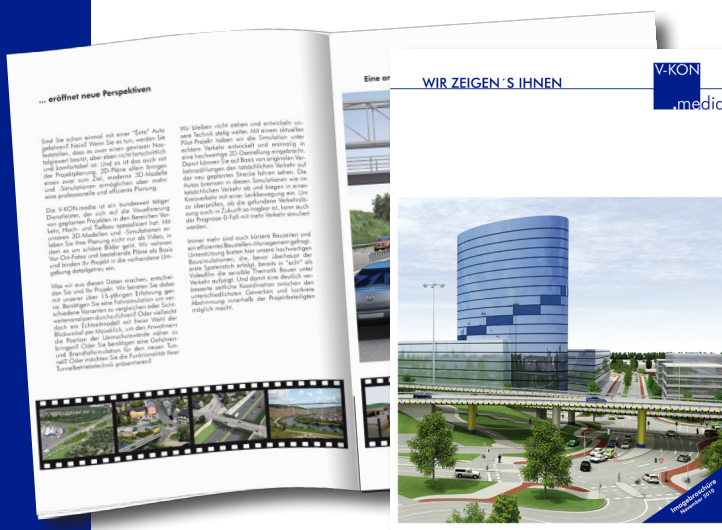 ... eröffnet neue Perspektiven
Sind Sie schon einmal mit einer "Ente" Auto
gefahren? Nein? Wenn Sie es tun, werden Sie
feststellen, dass es zwar einen gewissen Nos-
talgiewert besitzt, aber eben nicht fortschrittlich
und komfortabel ist. Und so ist das auch mit
der Projektplanung. 2D-Pläne allein bringen
einen zwar zum Ziel, moderne 3D-Modelle
und -Simulationen ermöglichen aber mehr:
eine professionelle und effiziente Planung.
Die V-KON.media ist ein bundesweit tätiger
Dienstleister, der sich auf die Visualisierung
von geplanten Projekten in den Bereichen Ver-
kehr, Hoch- und Tiefbau spezialisiert hat. Mit
unseren 3D-Modellen und -Simulationen er-
leben Sie Ihre Planung nicht nur als Video, in
dem es um schöne Bilder geht. Wir nehmen
Vor-Ort-Fotos und bestehende Pläne als Basis
und binden Ihr Projekt in die vorhandene Um-
gebung detailgetreu ein.
Was wir aus diesen Daten machen, entschei-
den Sie und Ihr Projekt. Wir beraten Sie dabei
mit unserer über 15-jährigen Erfahrung ger-
ne. Benötigen Sie eine Fahrsimulation um ver-
schiedene Varianten zu vergleichen oder Sicht-
weitenanalysen durchzuführen? Oder vielleicht
doch ein Echtzeitmodell mit freier Wahl der
Blickwinkel per Mausklick, um den Anwohnern
die Position der Lärmschutzwände näher zu
bringen? Oder Sie benötigen eine Gefahren-
und Brandfallsimulation für den neuen Tun-
nel? Oder möchten Sie die Funktionalität Ihrer
Tunnelbetriebstechnik präsentieren?
Wir bleiben nicht stehen und entwickeln un-
sere Technik stetig weiter. Mit einem aktuellen
Pilot-Projekt haben wir die Simulation unter
echtem Verkehr entwickelt und erstmalig in
eine hochwertige 3D-Darstellung eingebracht.
Damit können Sie auf Basis von originalen Ver-
kehrszählungen den tatsächlichen Verkehr auf
der neu geplanten Strecke fahren sehen. Die
Autos bremsen in diesen Simulationen wie im
tatsächlichen Verkehr ab und biegen in einen
Kreisverkehr mit einer Lenkbewegung ein. Um
zu überprüfen, ob die gefundene Verkehrslö-
sung auch in Zukunft so tragbar ist, kann auch
der Prognose 0-Fall mit mehr Verkehr simuliert
werden.
Immer mehr sind auch kürzere Bauzeiten und
ein effizientes Baustellen-Management gefragt.
Unterstützung bieten hier unsere hochwertigen
Bausimulationen, die, bevor überhaupt der
erste Spatenstich erfolgt, bereits in "echt" als
Videofilm die sensible Thematik Bauen unter
Verkehr aufzeigt. Und damit eine deutlich ver-
besserte zeitliche Koordination zwischen den
unterschiedlichsten Gewerken und konkrete
Abstimmung innerhalb der Projektbeteiligten
möglich macht.
Eine
WIR ZEIGEN´S IHNEN
V-KON
.media
Imagebroschüre
November 2010